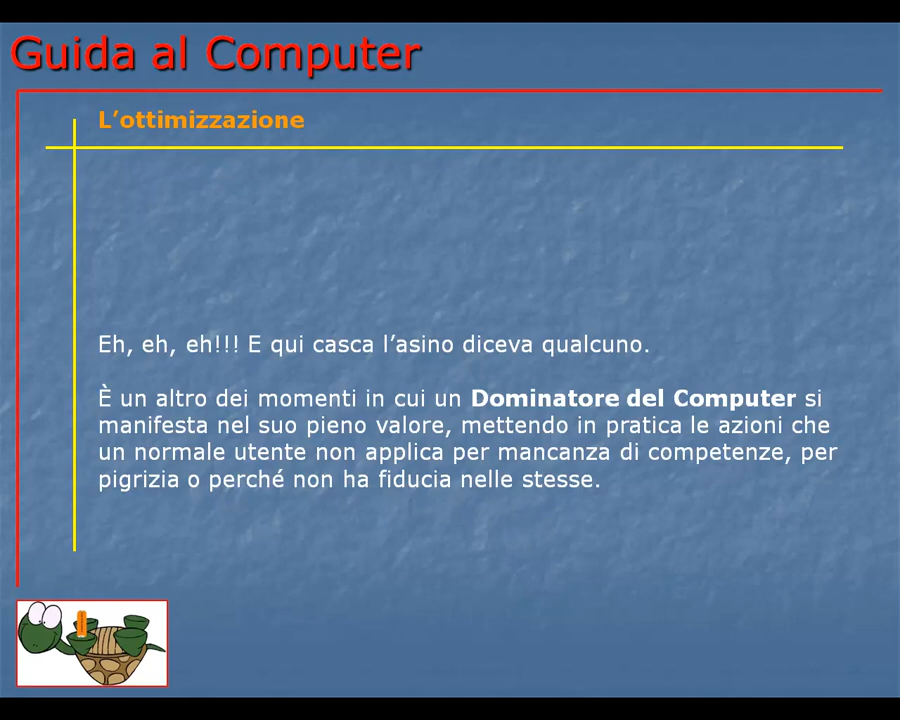 Guida al Computer
L’ottimizzazione
Eh, eh, eh!!! E qui casca l’asino diceva qualcuno.
È un altro dei momenti in cui un Dominatore del Computer si
manifesta nel suo pieno valore, mettendo in pratica le azioni che
un normale utente non applica per mancanza di competenze, per
pigrizia o perché non ha fiducia nelle stesse.